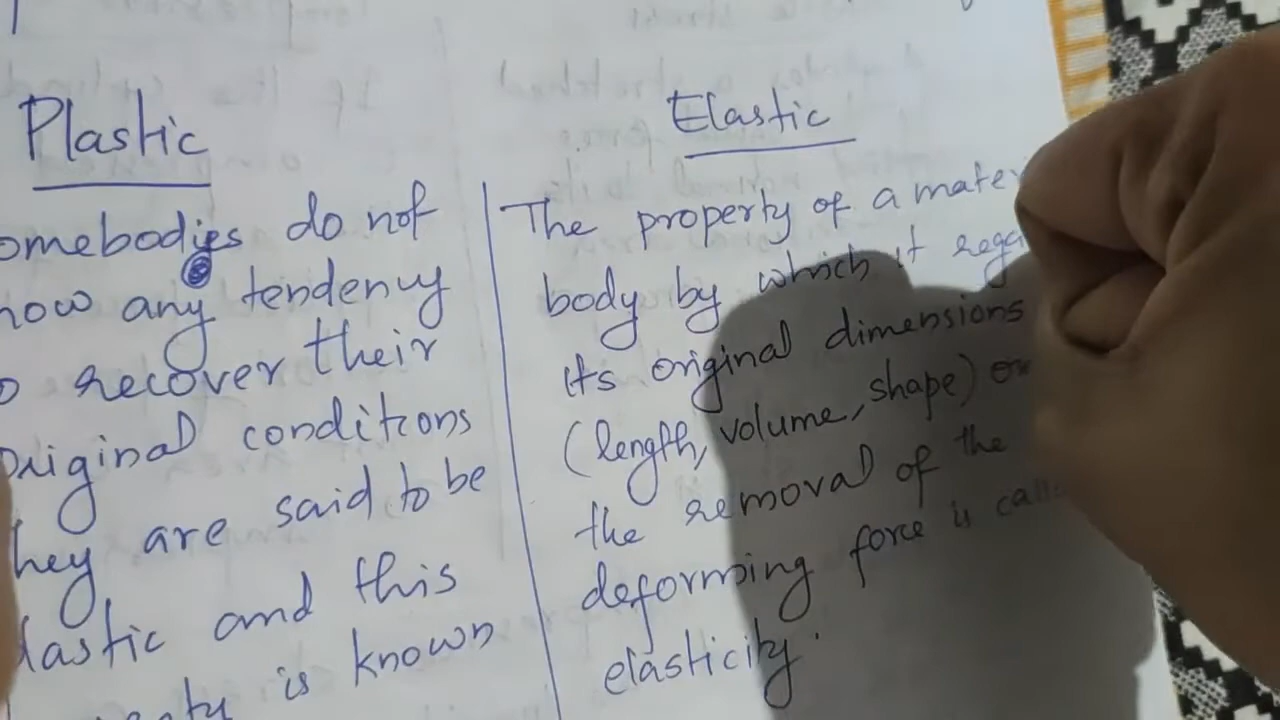 Plastic
omebodies do not
how any tendency
recover their
original conditions
hey are said to be
lastic and this
is known
Elastic
The property of a mate
body by which it rega
its original dimensions
(length, volume, shape) on
the removal of the
deforming force is calle
elasticity.